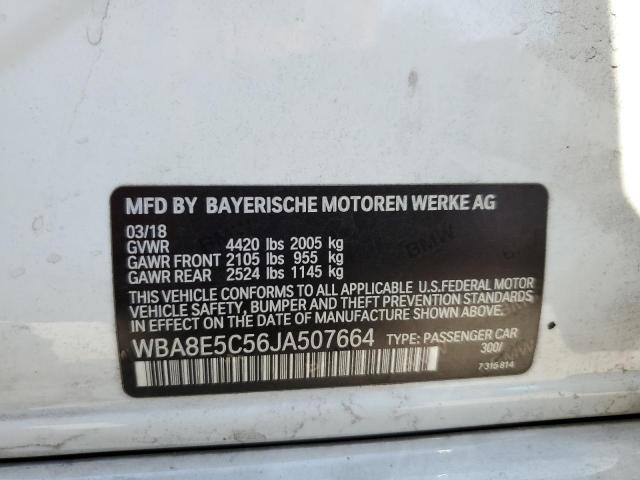 MFD BY BAYERISCHE MOTOREN WERKE AG
03/18
GVWR 4420 lbs 2005 kg
GAWR FRONT 2105 lbs 955 kg
GAWR REAR 2524 lbs 1145 kg
THIS VEHICLE CONFORMS TO ALL APPLICABLE U.S.FEDERAL MOTOR
VEHICLE SAFETY, BUMPER AND THEFT PREVENTION STANDARDS
IN EFFECT ON THE DATE OF MANUFACTURE SHOWN ABOVE.
WBA8E5C56JA507664 TYPE: PASSENGER CAR
300/
7315814